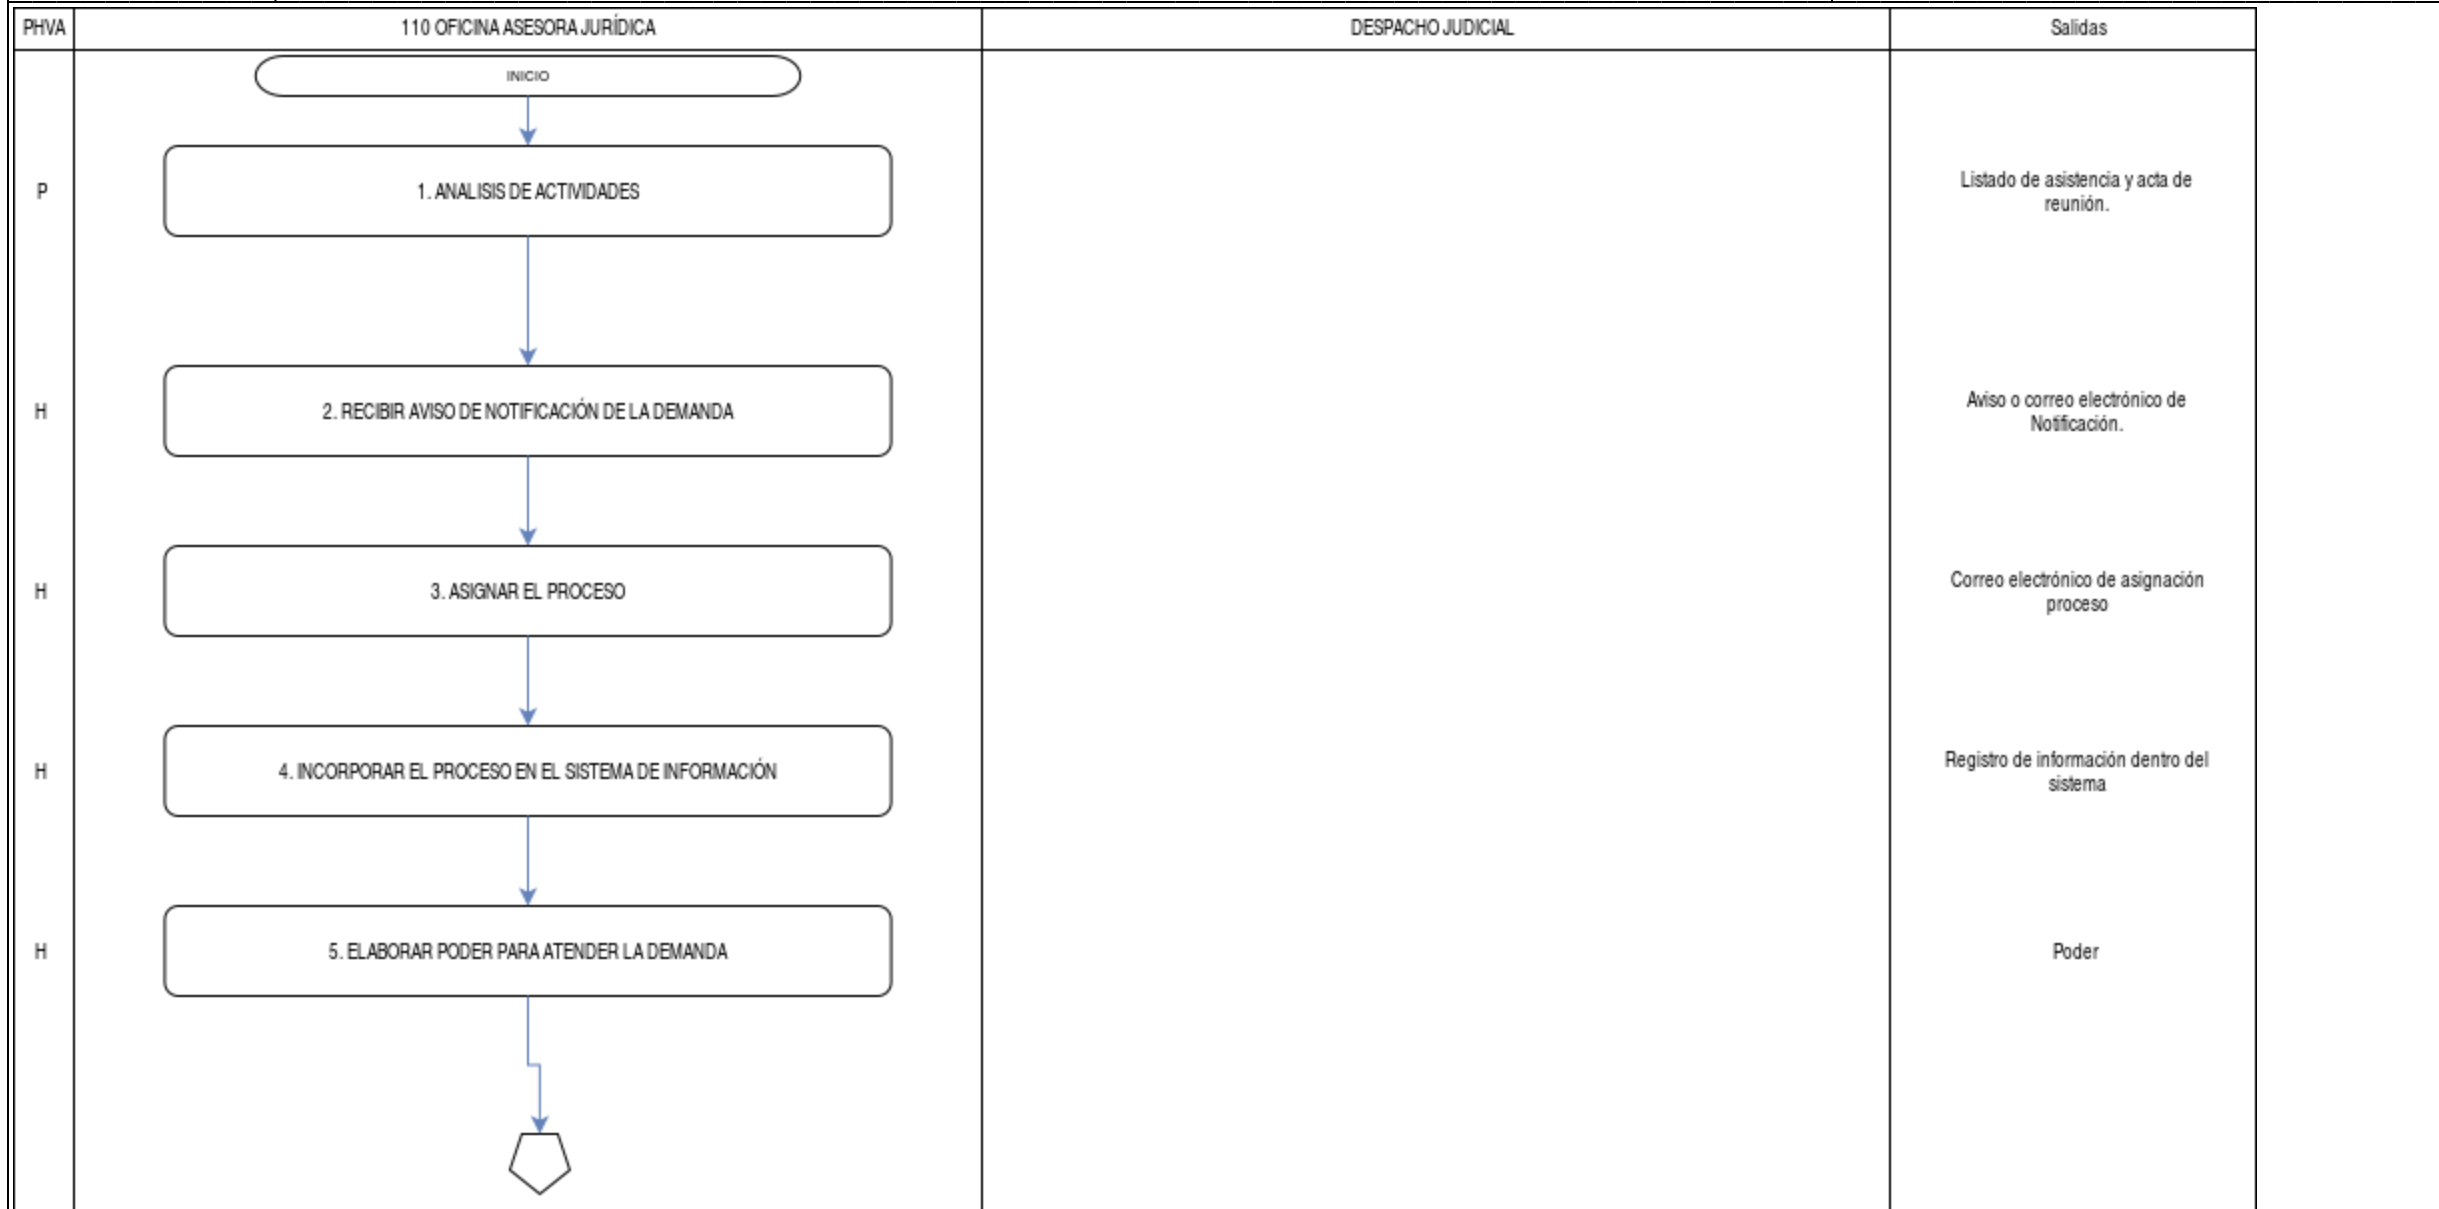 PHVA
110 OFICINA ASESORA JURÍDICA
DESPACHO JUDICIAL
Salidas
INICIO
P
1. ANALISIS DE ACTIVIDADES
Listado de asistencia y acta de
reunión.
H
2. RECIBIR AVISO DE NOTIFICACIÓN DE LA DEMANDA
Aviso o correo electrónico de
Notificación.
H
3. ASIGNAR EL PROCESO
Correo electrónico de asignación
proceso
H
4. INCORPORAR EL PROCESO EN EL SISTEMA DE INFORMACIÓN
Registro de información dentro del
sistema
H
5. ELABORAR PODER PARA ATENDER LA DEMANDA
Poder